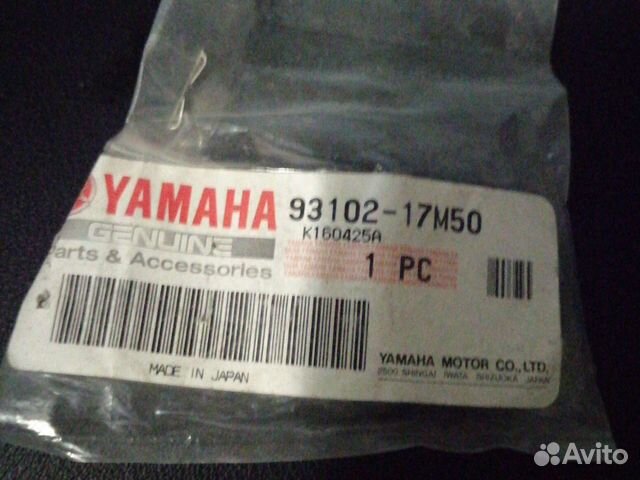 YAMAHA 93102-17M50
GENUINE K160425A
arts & Accessories 1 PC
MADE IN JAPAN
YAMAHA MOTOR CO., LTD.
2500 SHINGAI IWATA SHIZUOKA JAPAN
Avito